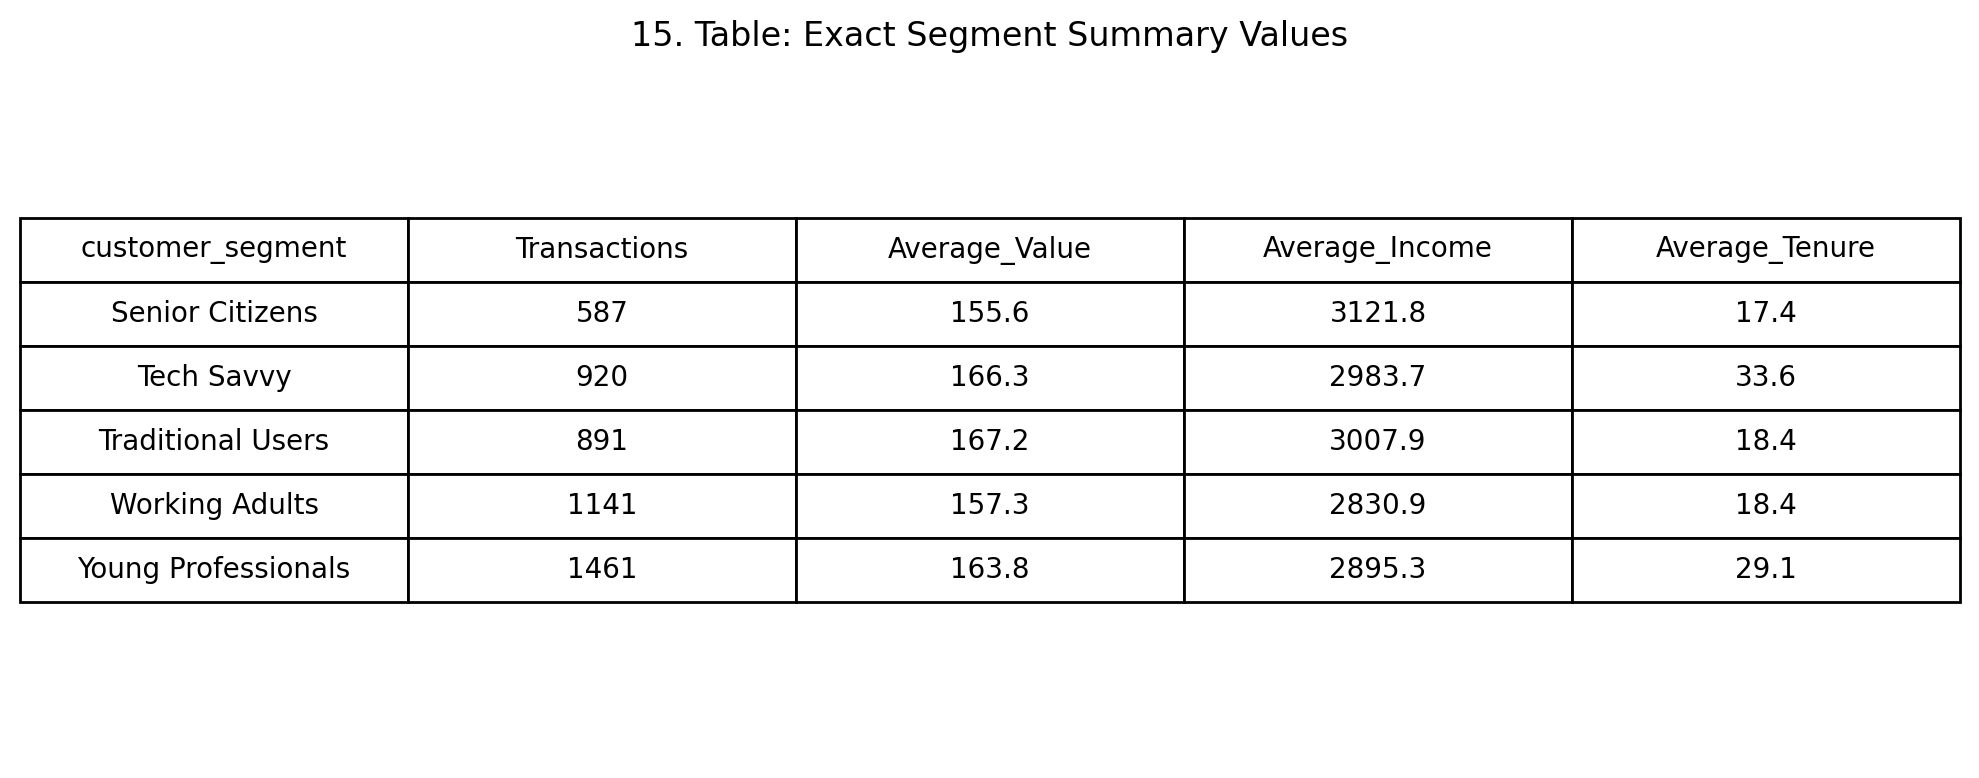 15. Table: Exact Segment Summary Values
customer_segment Transactions Average_Value Average_Income Average_Tenure
Senior Citizens 587 155.6 3121.8 17.4
Tech Savvy 920 166.3 2983.7 33.6
Traditional Users 891 167.2 3007.9 18.4
Working Adults 1141 157.3 2830.9 18.4
Young Professionals 1461 163.8 2895.3 29.1